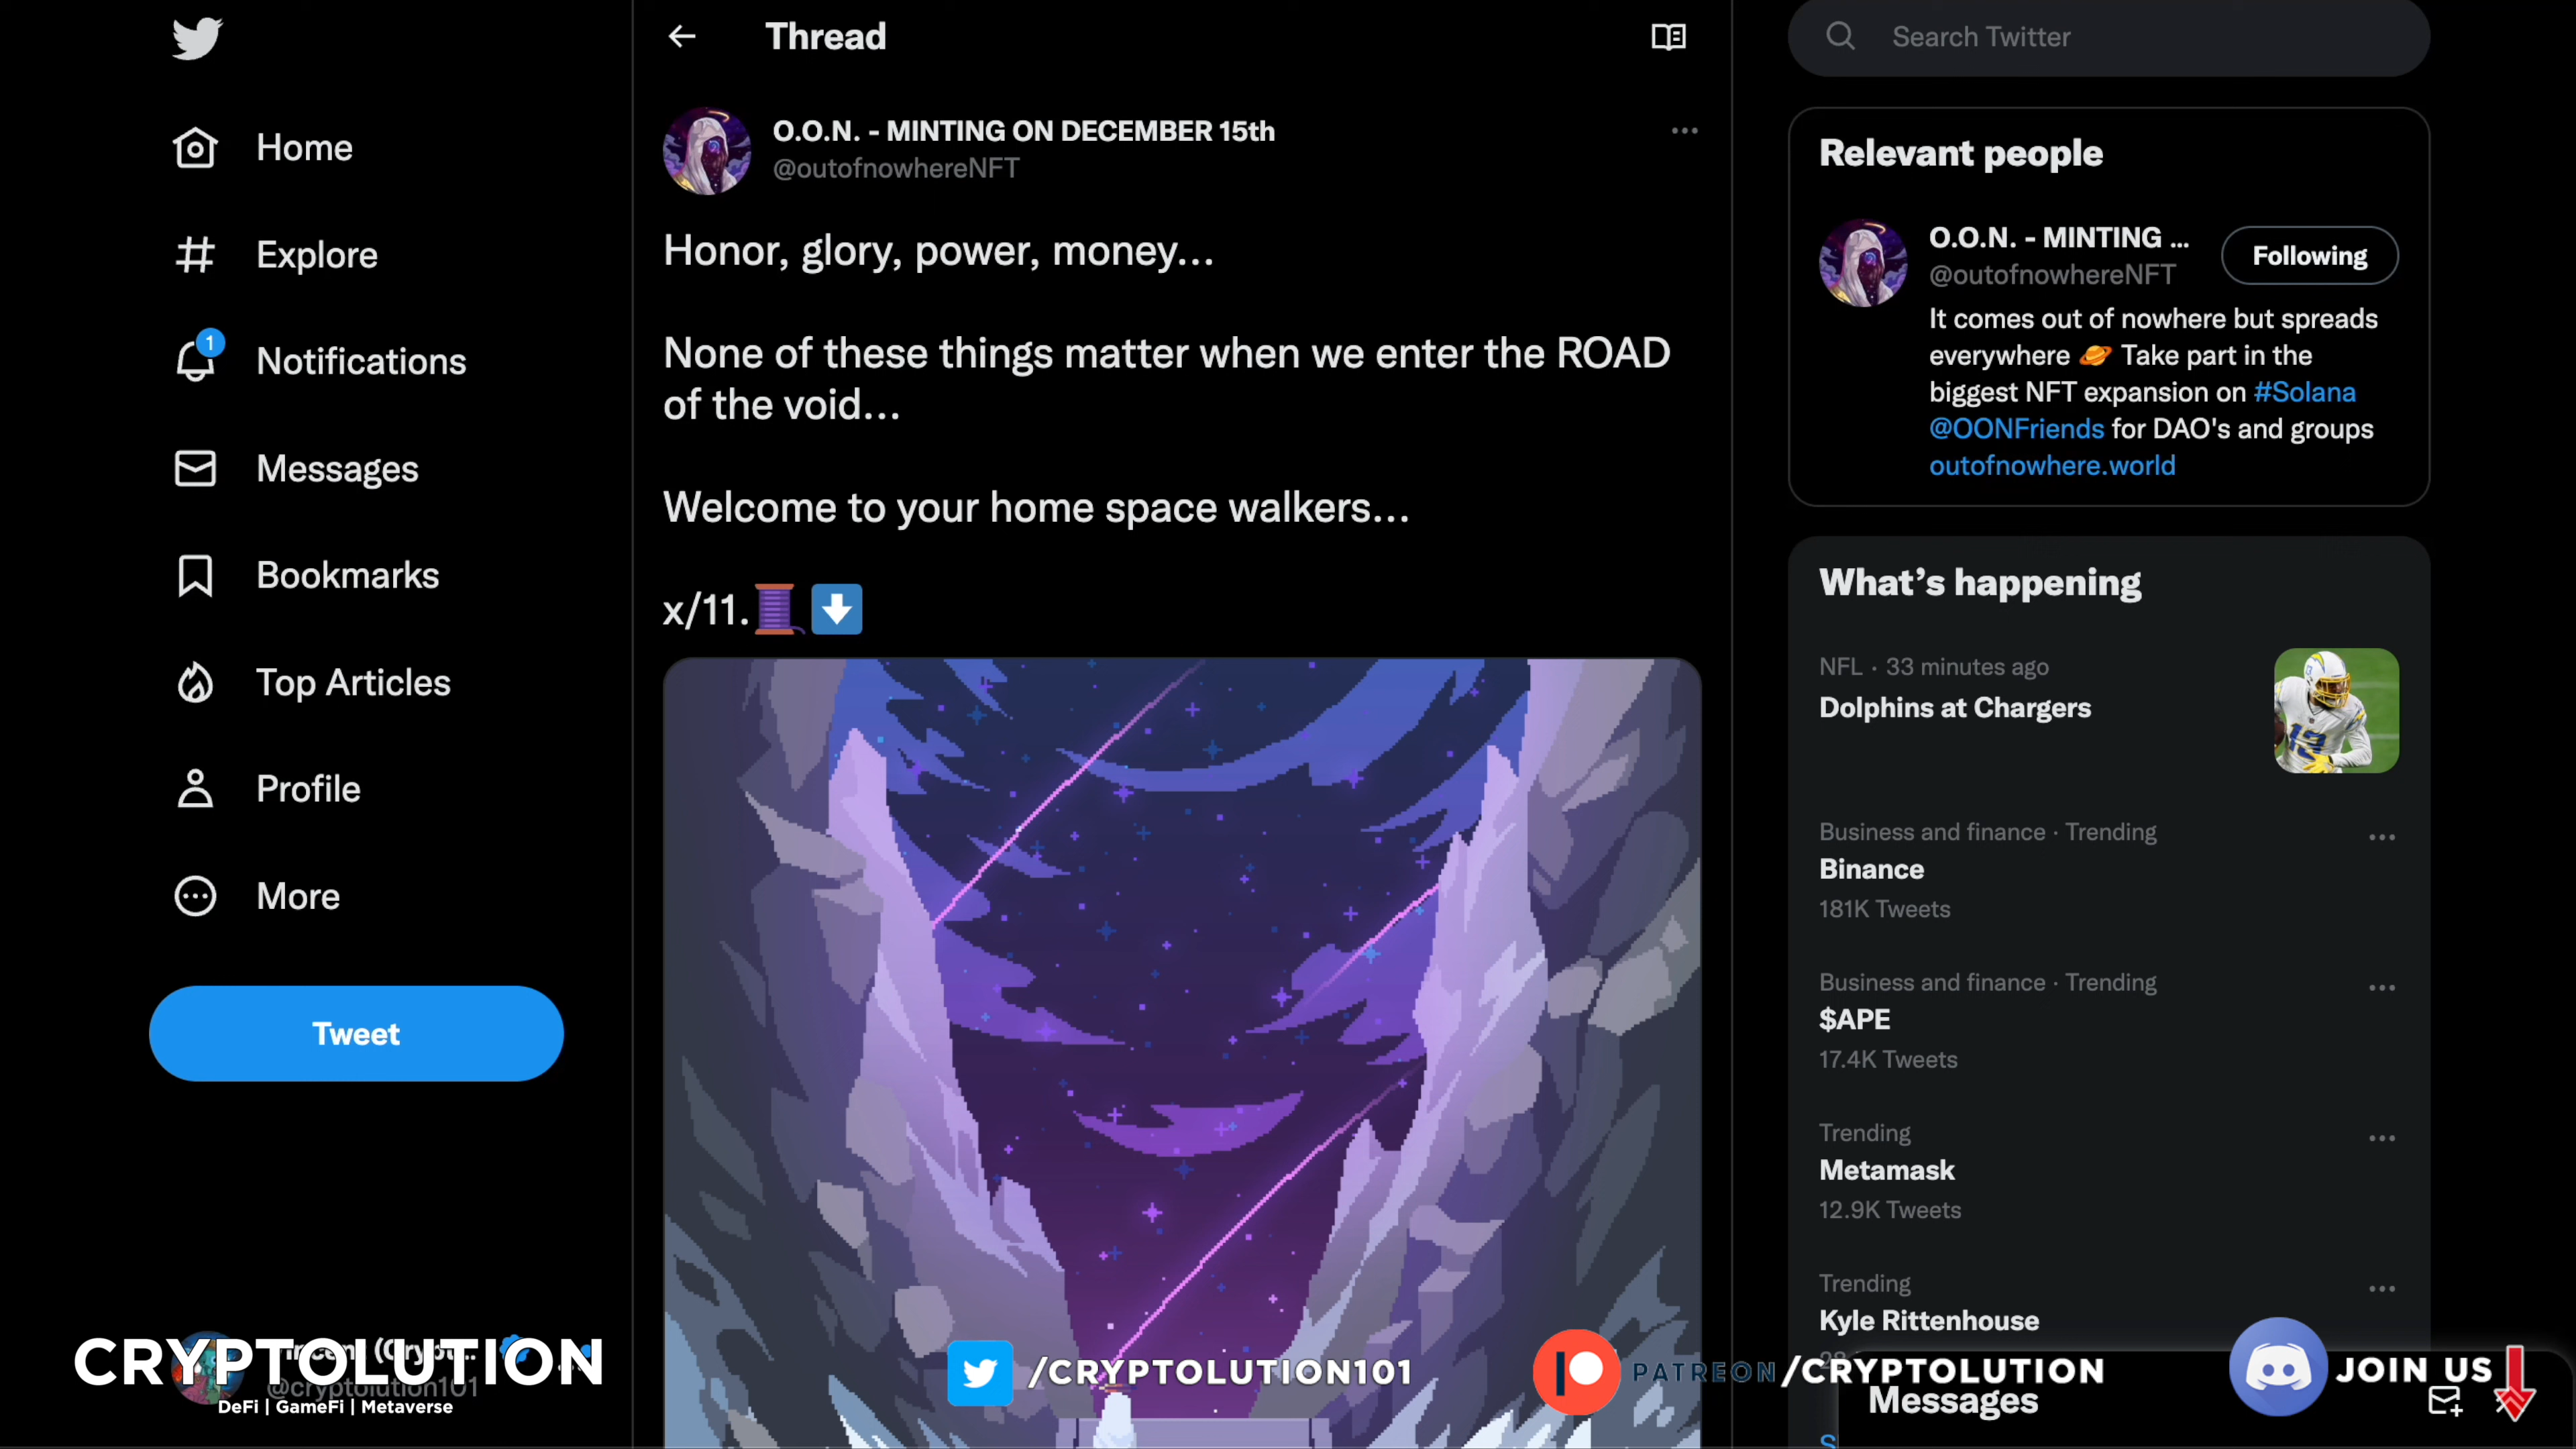 Home
Explore
1
Notifications
Messages
Bookmarks
Top Articles
Profile
More
Tweet
@cryptolution101
CRYPTOLUTION
DeFi | GameFi | Metaverse
Thread
O.O.N. - MINTING ON DECEMBER 15th
@outofnowhereNFT
Honor, glory, power, money...
None of these things matter when we enter the ROAD
of the void...
Welcome to your home space walkers...
x/11.🧵⬇️
/CRYPTOLUTION101
PATREON/CRYPTOLUTION
JOIN US
Search Twitter
Relevant people
O.O.N. - MINTING ...
@outofnowhereNFT
Following
It comes out of nowhere but spreads
everywhere 🪐 Take part in the
biggest NFT expansion on #Solana
@OONFriends for DAO's and groups
outofnowhere.world
What's happening
NFL · 33 minutes ago
Dolphins at Chargers
13
Business and finance · Trending
Binance
181K Tweets
Business and finance · Trending
$APE
17.4K Tweets
Trending
Metamask
12.9K Tweets
Trending
Kyle Rittenhouse
Messages